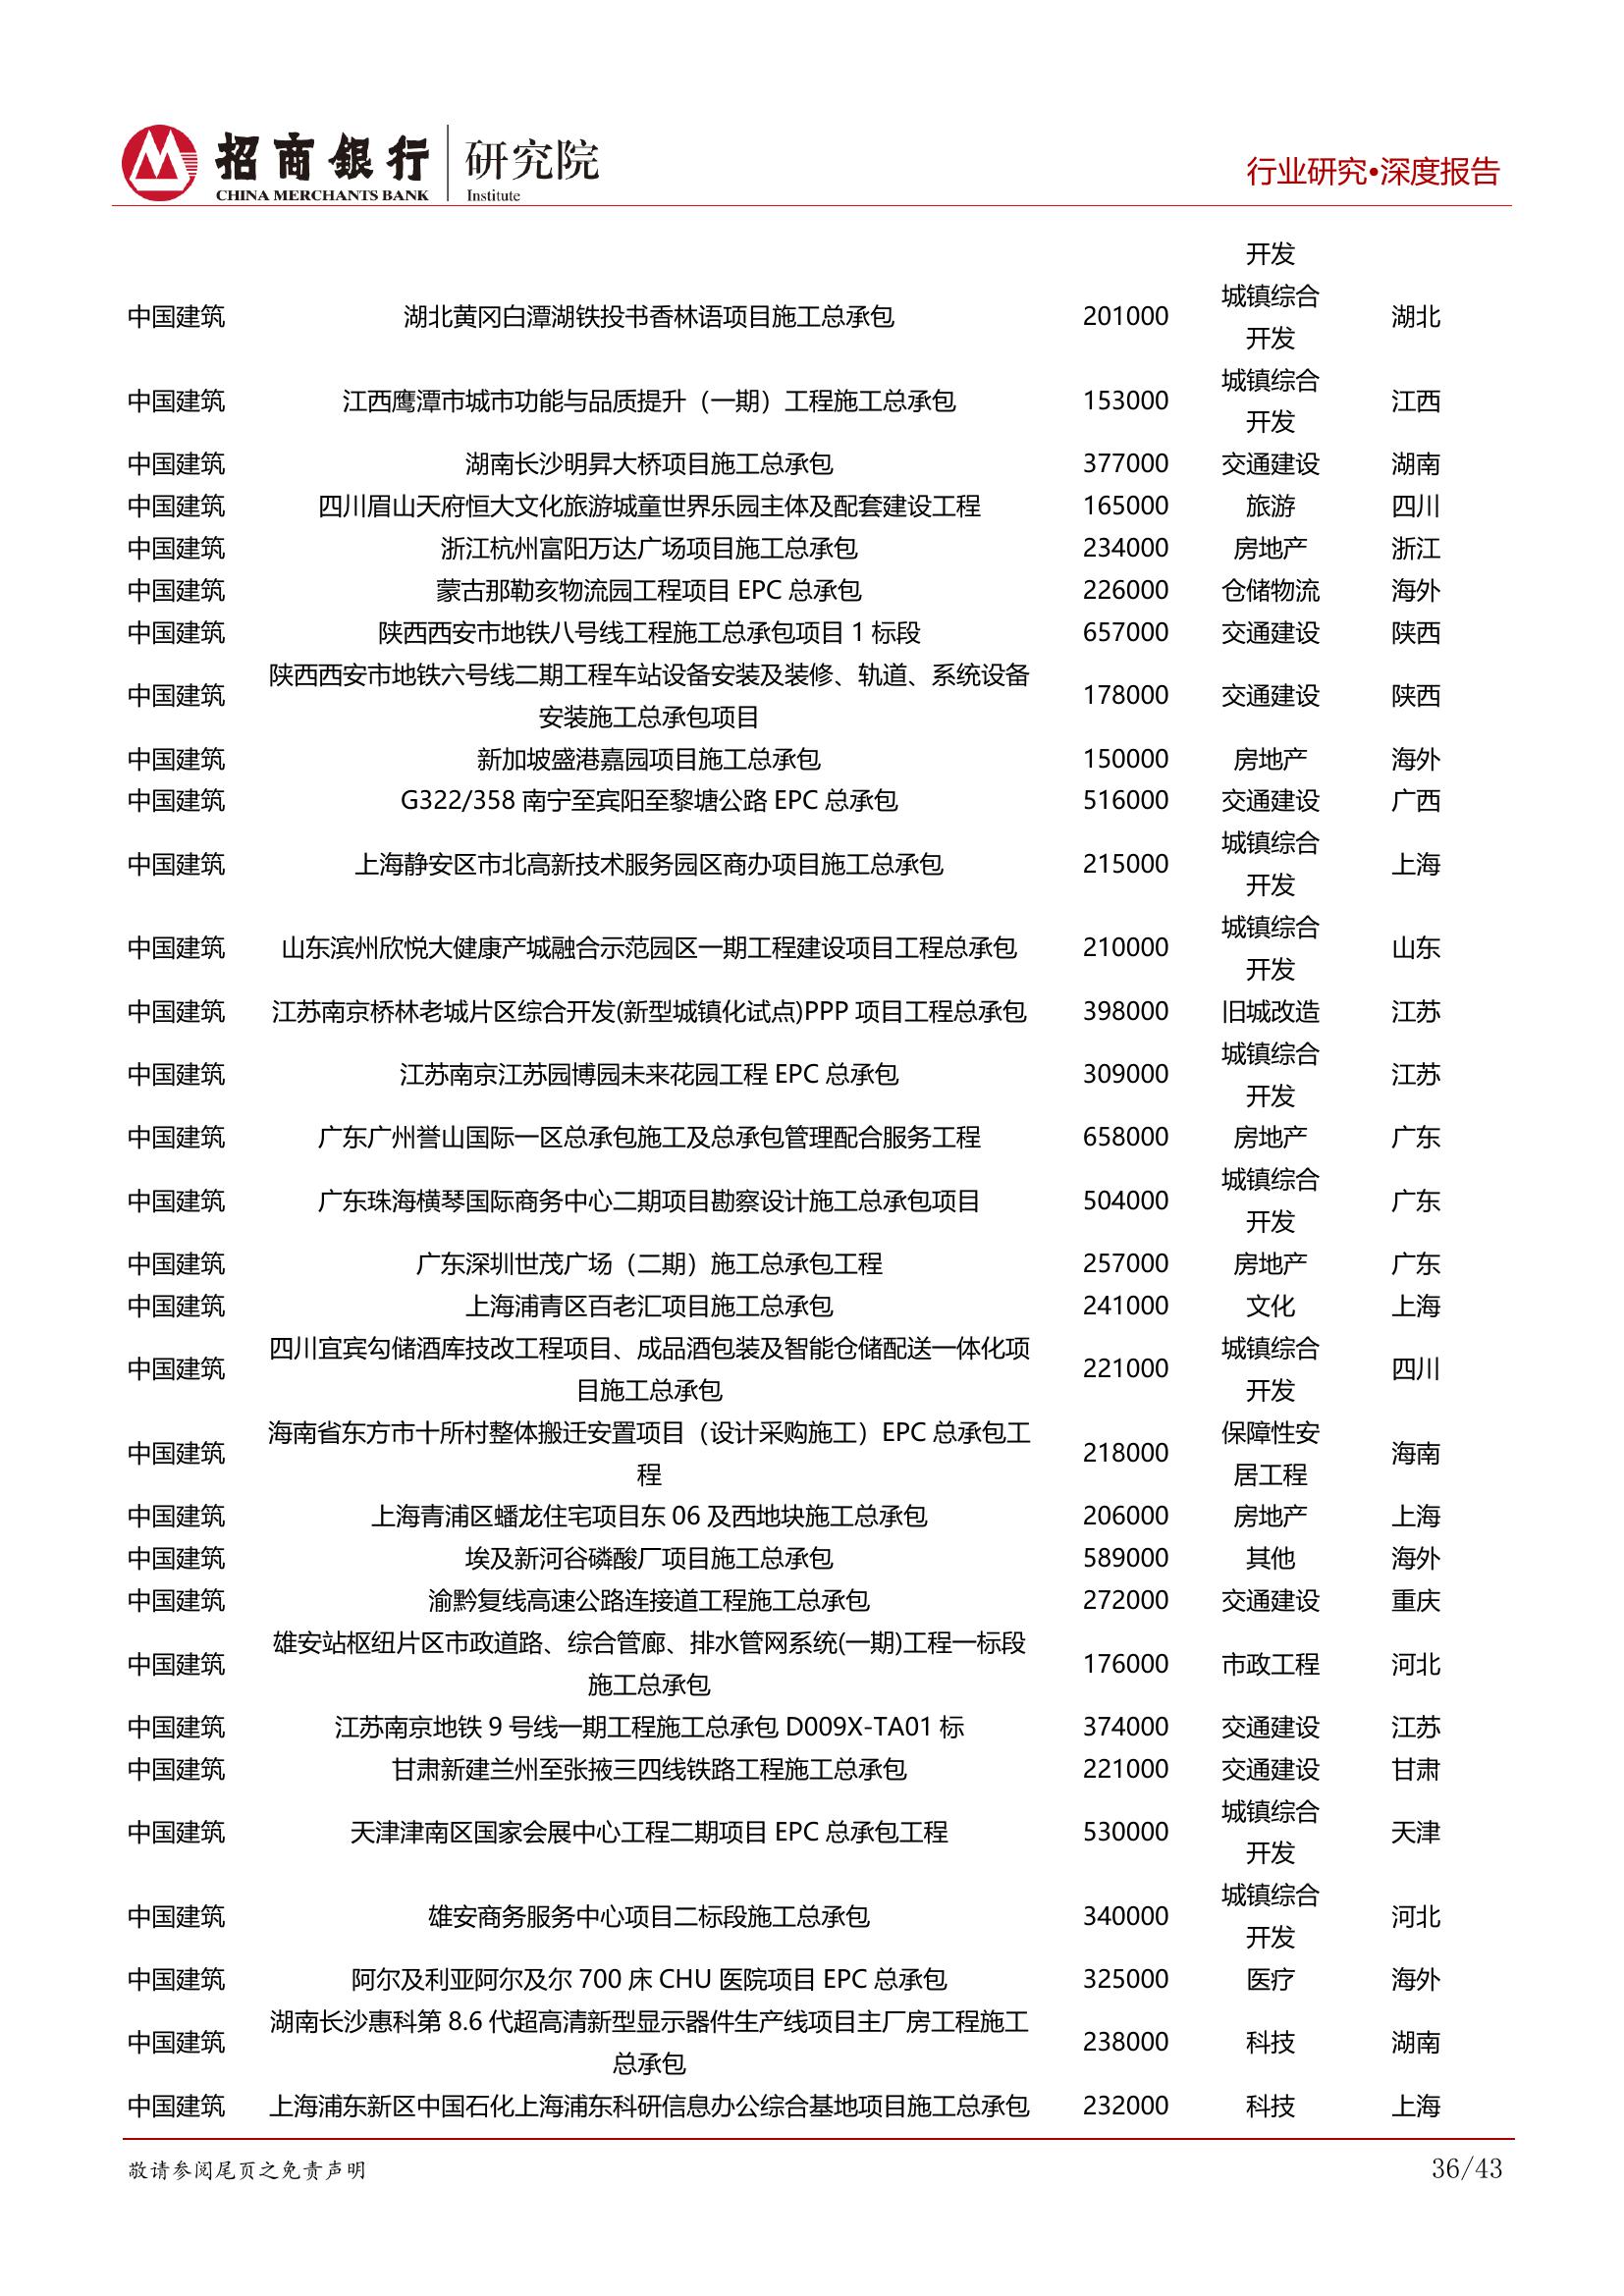 招商銀行 研究院
CHINA MERCHANTS BANK Institute
行业研究•深度报告
开发
中国建筑 湖北黄冈白潭湖铁投书香林语项目施工总承包 201000 城镇综合开发 湖北
中国建筑 江西鹰潭市城市功能与品质提升（一期）工程施工总承包 153000 城镇综合开发 江西
中国建筑 湖南长沙明昇大桥项目施工总承包 377000 交通建设 湖南
中国建筑 四川眉山天府恒大文化旅游城童世界乐园主体及配套建设工程 165000 旅游 四川
中国建筑 浙江杭州富阳万达广场项目施工总承包 234000 房地产 浙江
中国建筑 蒙古那勒亥物流园工程项目 EPC 总承包 226000 仓储物流 海外
中国建筑 陕西西安市地铁八号线工程施工总承包项目 1 标段 657000 交通建设 陕西
中国建筑 陕西西安市地铁六号线二期工程车站设备安装及装修、轨道、系统设备
安装施工总承包项目 178000 交通建设 陕西
中国建筑 新加坡盛港嘉园项目施工总承包 150000 房地产 海外
中国建筑 G322/358 南宁至宾阳至黎塘公路 EPC 总承包 516000 交通建设 广西
中国建筑 上海静安区市北高新技术服务园区商办项目施工总承包 215000 城镇综合开发 上海
中国建筑 山东滨州欣悦大健康产城融合示范园区一期工程建设项目工程总承包 210000 城镇综合开发 山东
中国建筑 江苏南京桥林老城片区综合开发(新型城镇化试点)PPP 项目工程总承包 398000 旧城改造 江苏
中国建筑 江苏南京江苏园博园未来花园工程 EPC 总承包 309000 城镇综合开发 江苏
中国建筑 广东广州誉山国际一区总承包施工及总承包管理配合服务工程 658000 房地产 广东
中国建筑 广东珠海横琴国际商务中心二期项目勘察设计施工总承包项目 504000 城镇综合开发 广东
中国建筑 广东深圳世茂广场（二期）施工总承包工程 257000 房地产 广东
中国建筑 上海浦青区百老汇项目施工总承包 241000 文化 上海
中国建筑 四川宜宾勾储酒库技改工程项目、成品酒包装及智能仓储配送一体化项
目施工总承包 221000 城镇综合开发 四川
中国建筑 海南省东方市十所村整体搬迁安置项目（设计采购施工）EPC 总承包工
程 218000 保障性安居工程 海南
中国建筑 上海青浦区蟠龙住宅项目东 06 及西地块施工总承包 206000 房地产 上海
中国建筑 埃及新河谷磷酸厂项目施工总承包 589000 其他 海外
中国建筑 渝黔复线高速公路连接道工程施工总承包 272000 交通建设 重庆
中国建筑 雄安站枢纽片区市政道路、综合管廊、排水管网系统(一期)工程一标段
施工总承包 176000 市政工程 河北
中国建筑 江苏南京地铁 9 号线一期工程施工总承包 D009X-TA01 标 374000 交通建设 江苏
中国建筑 甘肃新建兰州至张掖三四线铁路工程施工总承包 221000 交通建设 甘肃
中国建筑 天津津南区国家会展中心工程二期项目 EPC 总承包工程 530000 城镇综合开发 天津
中国建筑 雄安商务服务中心项目二标段施工总承包 340000 城镇综合开发 河北
中国建筑 阿尔及利亚阿尔及尔 700 床 CHU 医院项目 EPC 总承包 325000 医疗 海外
中国建筑 湖南长沙惠科第 8.6 代超高清新型显示器件生产线项目主厂房工程施工
总承包 238000 科技 湖南
中国建筑 上海浦东新区中国石化上海浦东科研信息办公综合基地项目施工总承包 232000 科技 上海
敬请参阅尾页之免责声明
36/43